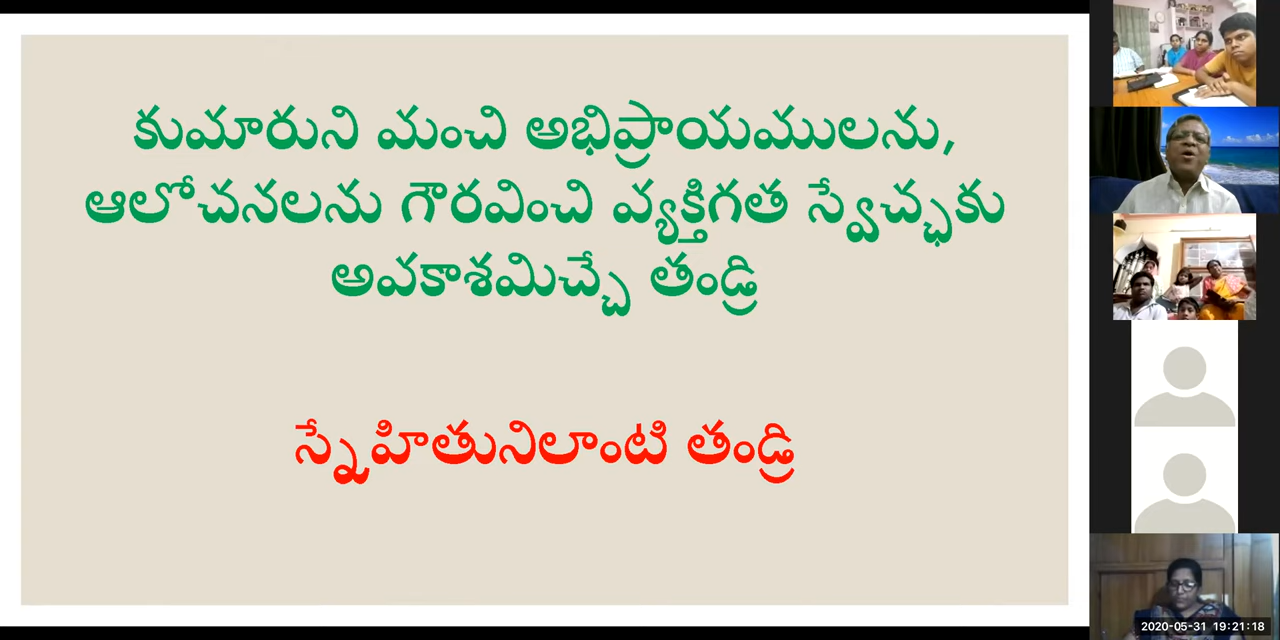 కుమారుని మంచి అభిప్రాయములను,
ఆలోచనలను గౌరవించి వ్యక్తిగత స్వేచ్ఛకు
అవకాశమిచ్చే తండ్రి
స్నేహితునిలాంటి తండ్రి
2020-05-31 19:21:18